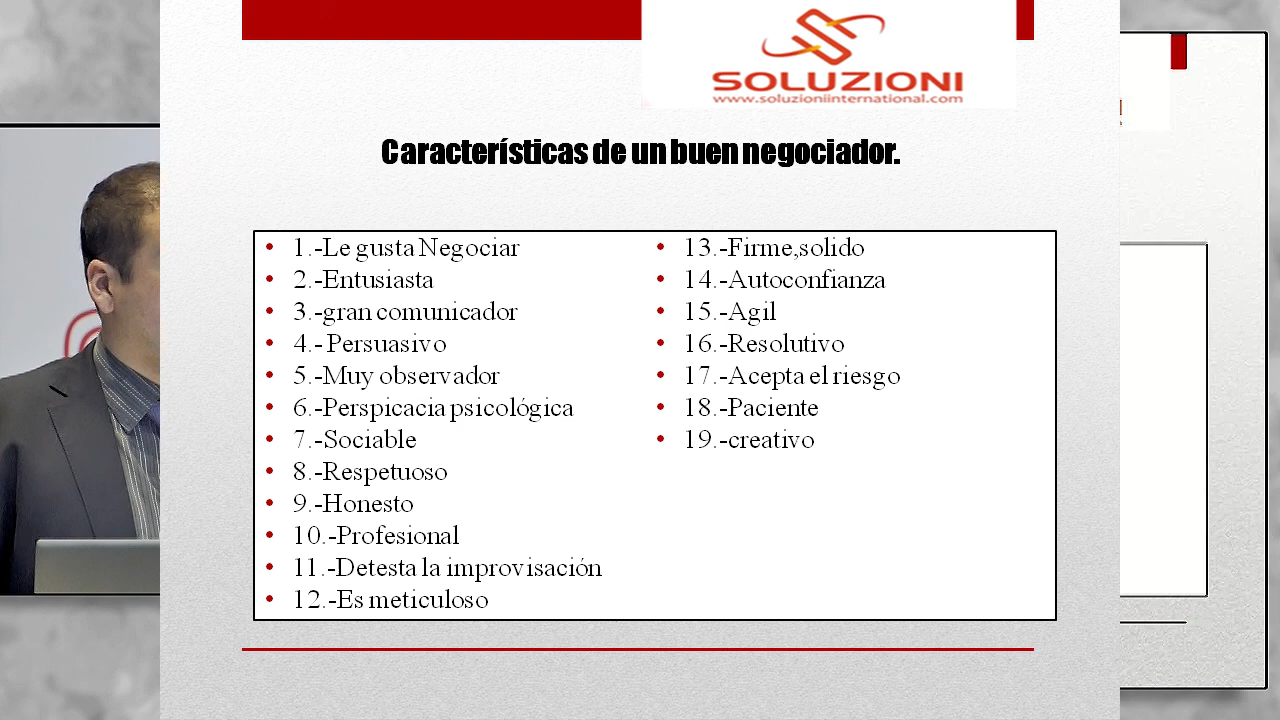 SOLUZIONI
www.soluzioniinternational.com
Características de un buen negociador.
• 1.-Le gusta Negociar
• 2.-Entusiasta
• 3.-gran comunicador
• 4.- Persuasivo
• 5.-Muy observador
• 6.-Perspicacia psicológica
• 7.-Sociable
• 8.-Respetuoso
• 9.-Honesto
• 10.-Profesional
• 11.-Detesta la improvisación
• 12.-Es meticuloso
• 13.-Firme,solido
• 14.-Autoconfianza
• 15.-Agil
• 16.-Resolutivo
• 17.-Acepta el riesgo
• 18.-Paciente
• 19.-creativo